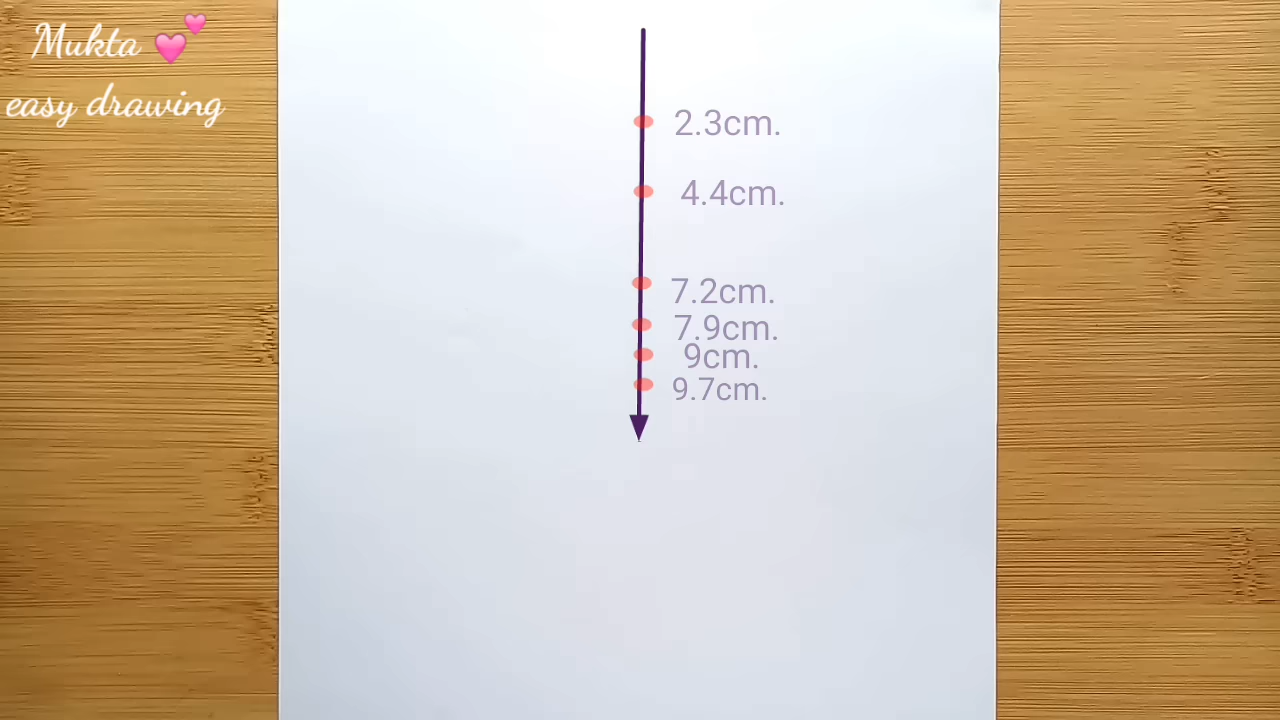 Mukta 💕
easy drawing
2.3cm.
4.4cm.
7.2cm.
7.9cm.
9cm.
9.7cm.